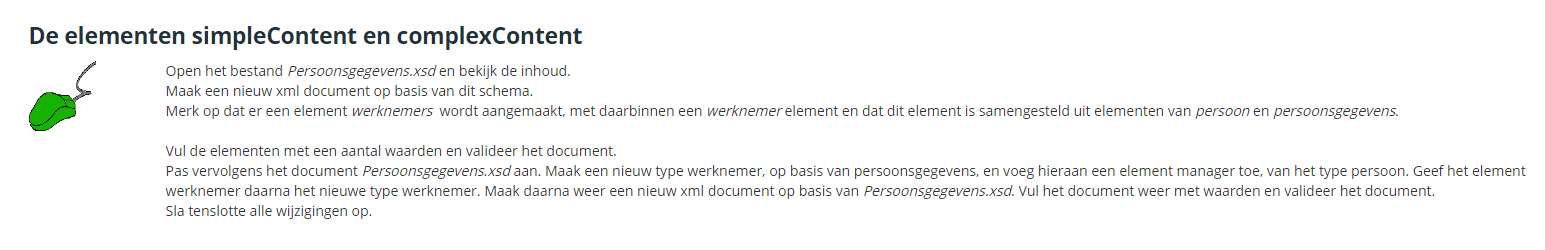 De elementen simpleContent en complexContent
Open het bestand Persoonsgegevens.xsd en bekijk de inhoud.
Maak een nieuw xml document op basis van dit schema.
Merk op dat er een element werknemers wordt aangemaakt, met daarbinnen een werknemer element en dat dit element is samengesteld uit elementen van persoon en persoonsgegevens.
Vul de elementen met een aantal waarden en valideer het document.
Pas vervolgens het document Persoonsgegevens.xsd aan. Maak een nieuw type werknemer, op basis van persoonsgegevens, en voeg hieraan een element manager toe, van het type persoon. Geef het element
werknemer daarna het nieuwe type werknemer. Maak daarna weer een nieuw xml document op basis van Persoonsgegevens.xsd. Vul het document weer met waarden en valideer het document.
Sla tenslotte alle wijzigingen op.